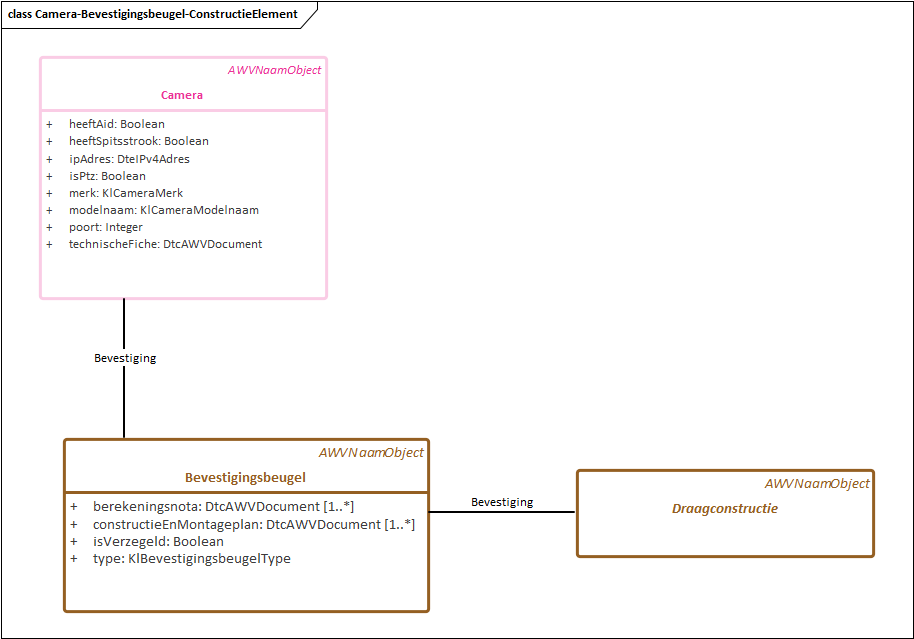 class Camera-Bevestigingsbeugel-ConstructieElement
AWVNaamObject
Camera
+ heeftAid: Boolean
+ heeftSpitsstrook: Boolean
+ ipAdres: DteIPv4Adres
+ isPtz: Boolean
+ merk: KlCameraMerk
+ modelnaam: KlCameraModelnaam
+ poort: Integer
+ technischeFiche: DtcAWVDocument
Bevestiging
AWVNaamObject
Bevestigingsbeugel
+ berekeningsnota: DtcAWVDocument [1..*]
+ constructieEnMontageplan: DtcAWVDocument [1..*]
+ isVerzegeld: Boolean
+ type: KlBevestigingsbeugelType
Bevestiging
AWVNaamObject
Draagconstructie